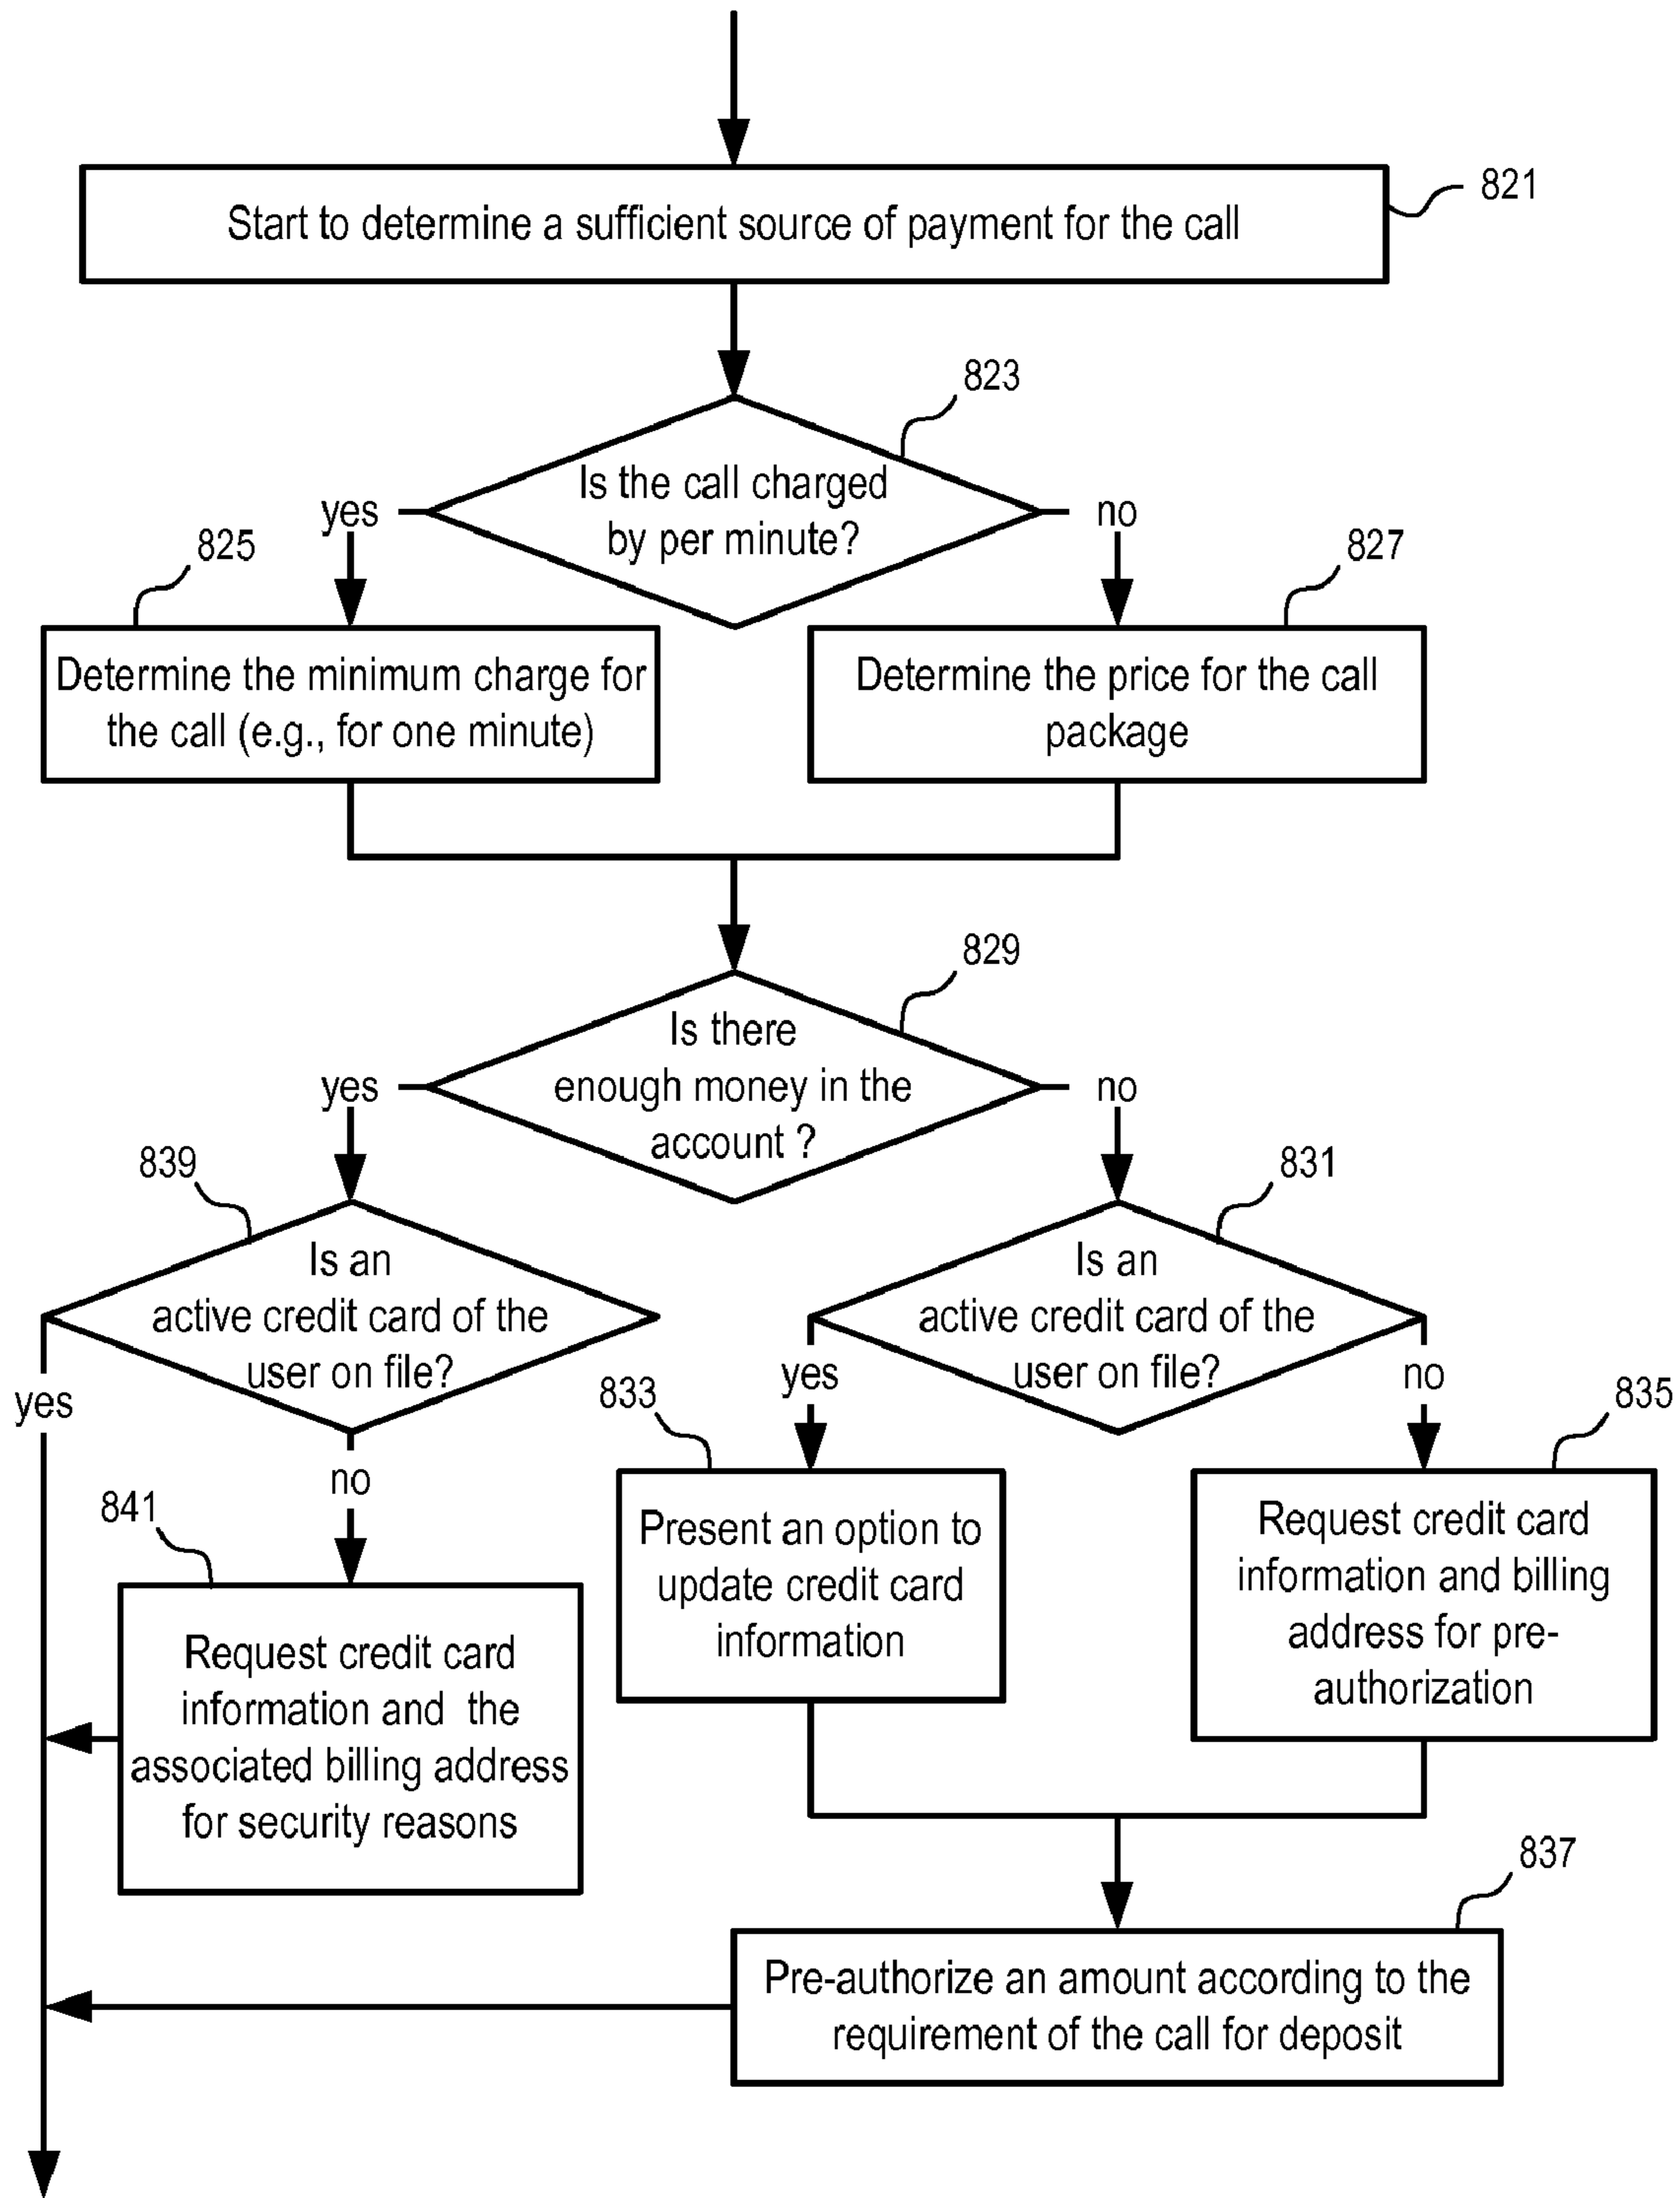 821
Start to determine a sufficient source of payment for the call
823
Is the call charged
by per minute?
yes
no
825
827
Determine the minimum charge for
the call (e.g., for one minute)
Determine the price for the call
package
829
Is there
enough money in the
account ?
yes
no
839
831
Is an
active credit card of the
user on file?
Is an
active credit card of the
user on file?
yes
no
yes
no
833
835
841
Present an option to
update credit card
information
Request credit card
information and billing
address for pre-
authorization
Request credit card
information and the
associated billing address
for security reasons
837
Pre-authorize an amount according to the
requirement of the call for deposit